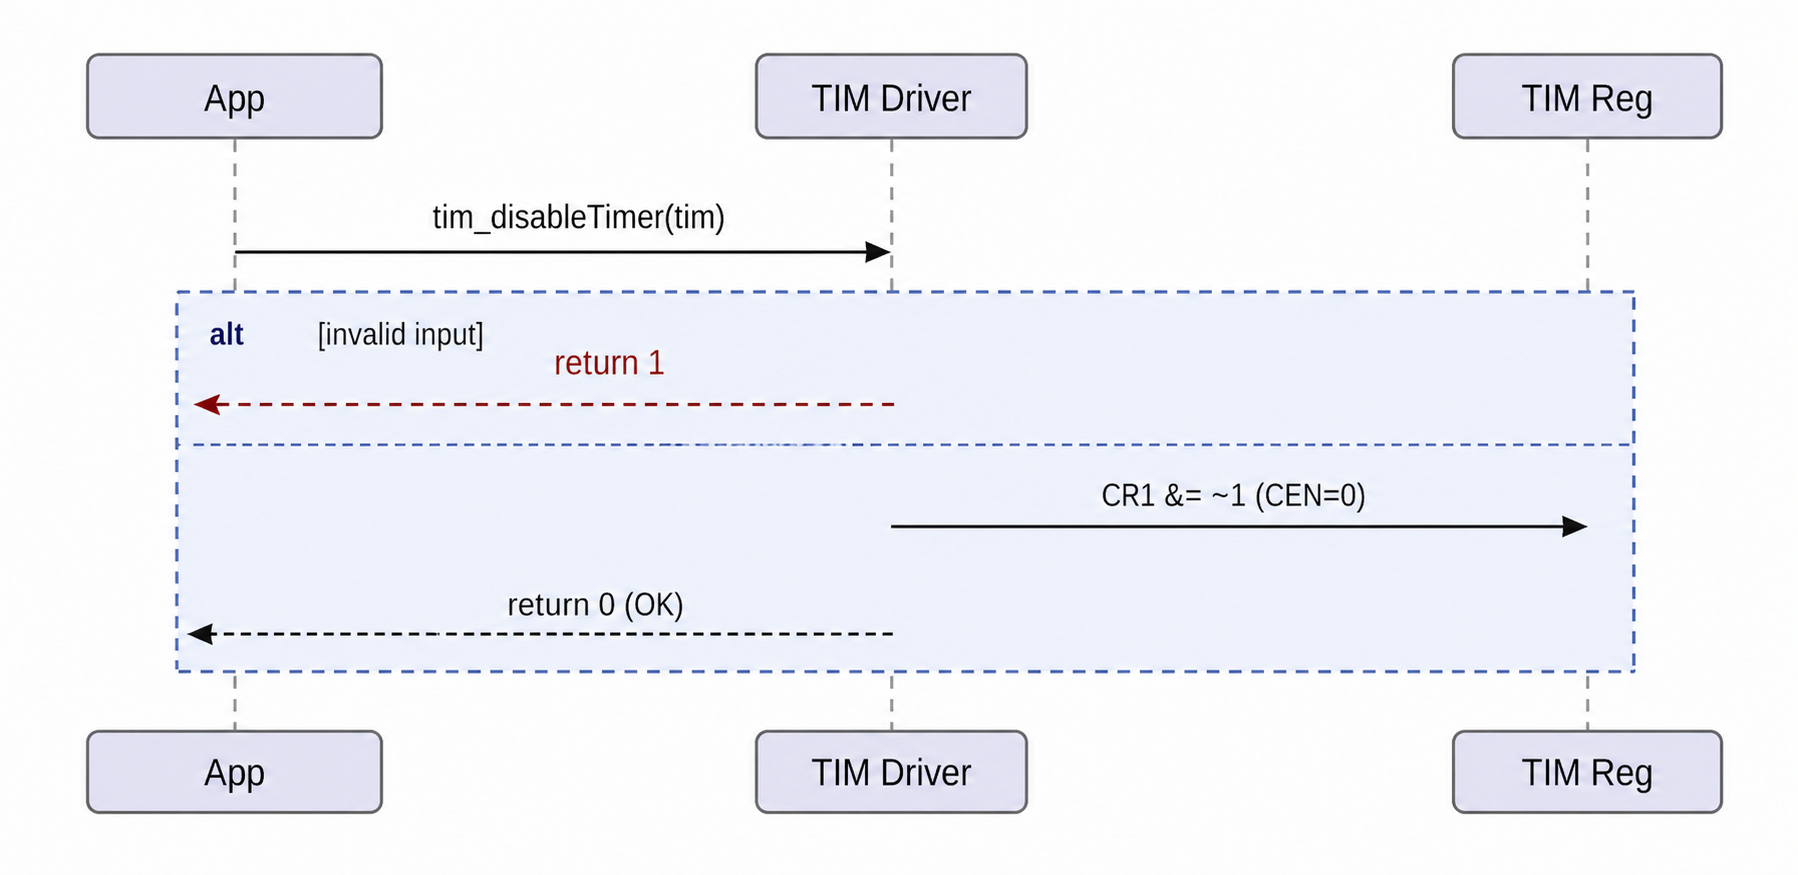 App
TIM Driver
TIM Reg
tim_disableTimer(tim)
alt
[invalid input]
return 1
CR1 &= ~1 (CEN=0)
return 0 (OK)
App
TIM Driver
TIM Reg